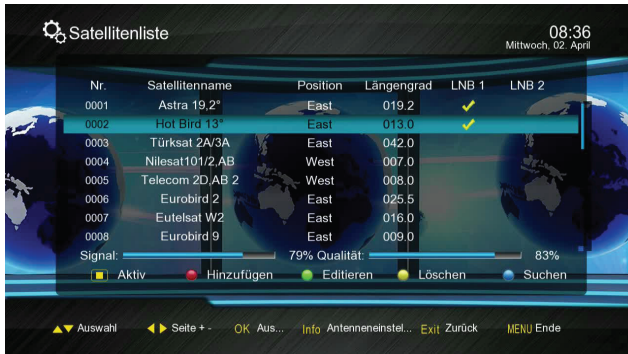 Satellitenliste
08:36
Mittwoch, 02. April
Nr. Satellitenname Position Längengrad LNB 1 LNB 2
0001 Astra 19,2° East 019.2
0002 Hot Bird 13° East 013.0
0003 Türksat 2A/3A East 042.0
0004 Nilesat101/2,AB West 007.0
0005 Telecom 2D,AB 2 West 008.0
0006 Eurobird 2 East 025.5
0007 Eutelsat W2 East 016.0
0008 Eurobird 9 East 009.0
Signal: 79% Qualität: 83%
Aktiv Hinzufügen Editieren Löschen Suchen
Auswahl Seite + - OK Aus... Info Antenneneinstel... Exit Zurück MENU Ende